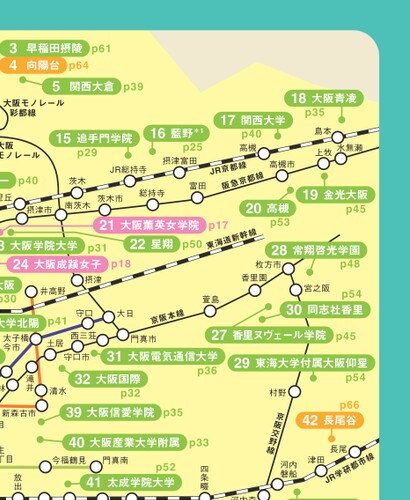 3 早稲田摂陵 p61
4 向陽台 p64
5 関西大倉 p39
18 大阪青凌
p35
大阪モノレール
彩都線
17 関西大学
p40
16 藍野*1
p25
15 追手門学院
p29
島本
高槻
上牧
水無瀬
大阪
モノレール
JR総持寺
摂津富田
JR京都線
高槻市
阪急京都線
p40
茨木
富田
19 金光大阪
p45
摂津市
南茨木
茨木市
総持寺
20 高槻
p53
21 大阪薫英女学院 p17
大阪学院大学 p31
22 星翔 p50
東海道新幹線
28 常翔啓光学園
p48
24 大阪成蹊女子 p18
枚方市
摂津
香里園
宮之阪
p30
井高野
萱島
p54
30 同志社香里
大学北陽 p41
守口
大日
京阪本線
太子橋
今市
土居
西三荘
門真市
27 香里ヌヴェール学院 p45
守口市
31 大阪電気通信大学
p36
29 東海大学付属大阪仰星
p54
滝井
32 大阪国際
p32
清水
村野
新森古市
p66
42 長尾谷
39 大阪信愛学院 p35
京阪交野線
40 大阪産業大学附属 p33
長尾
今福鶴見
門真南
p52
津田
河内
磐船
JR学研都市線
放出
41 太成学院大学
四条畷